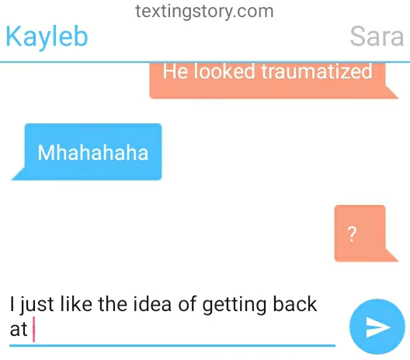 textingstory.com
Kayleb
Sara
He looked traumatized
Mhahahaha
?
I just like the idea of getting back
at